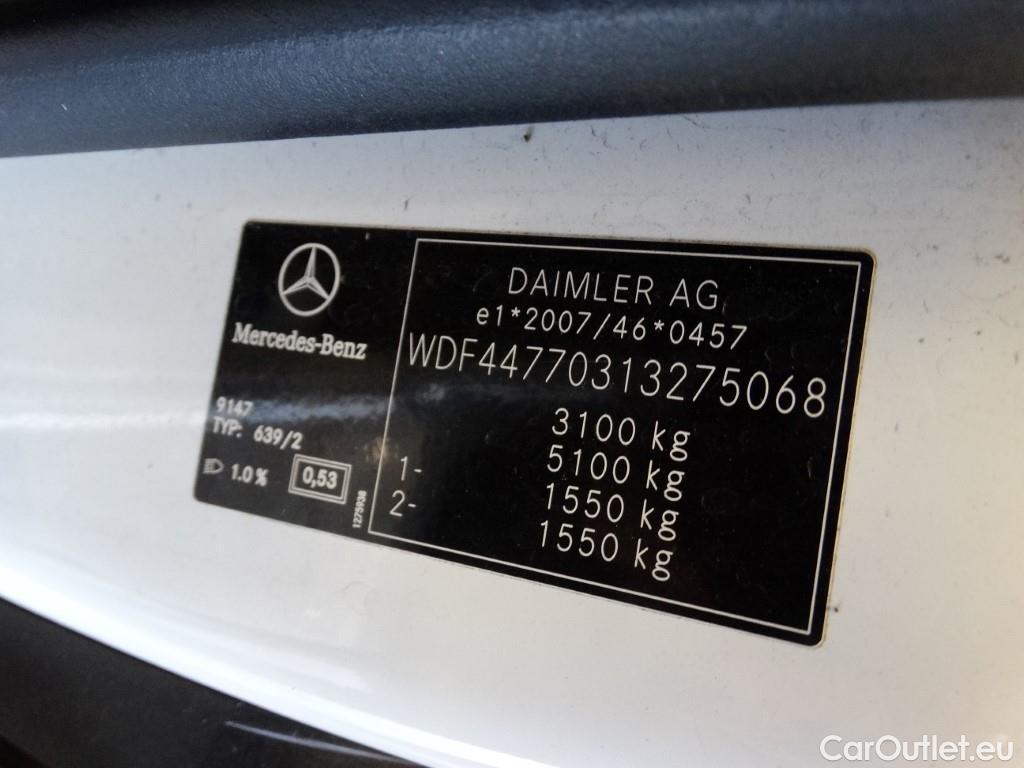 Mercedes-Benz
9147
TYP: 639/2
1.0 %
0,53
1275938
DAIMLER AG
e1*2007/46*0457
WDF44770313275068
3100 kg
5100 kg
1- 1550 kg
2- 1550 kg
CarOutlet.eu